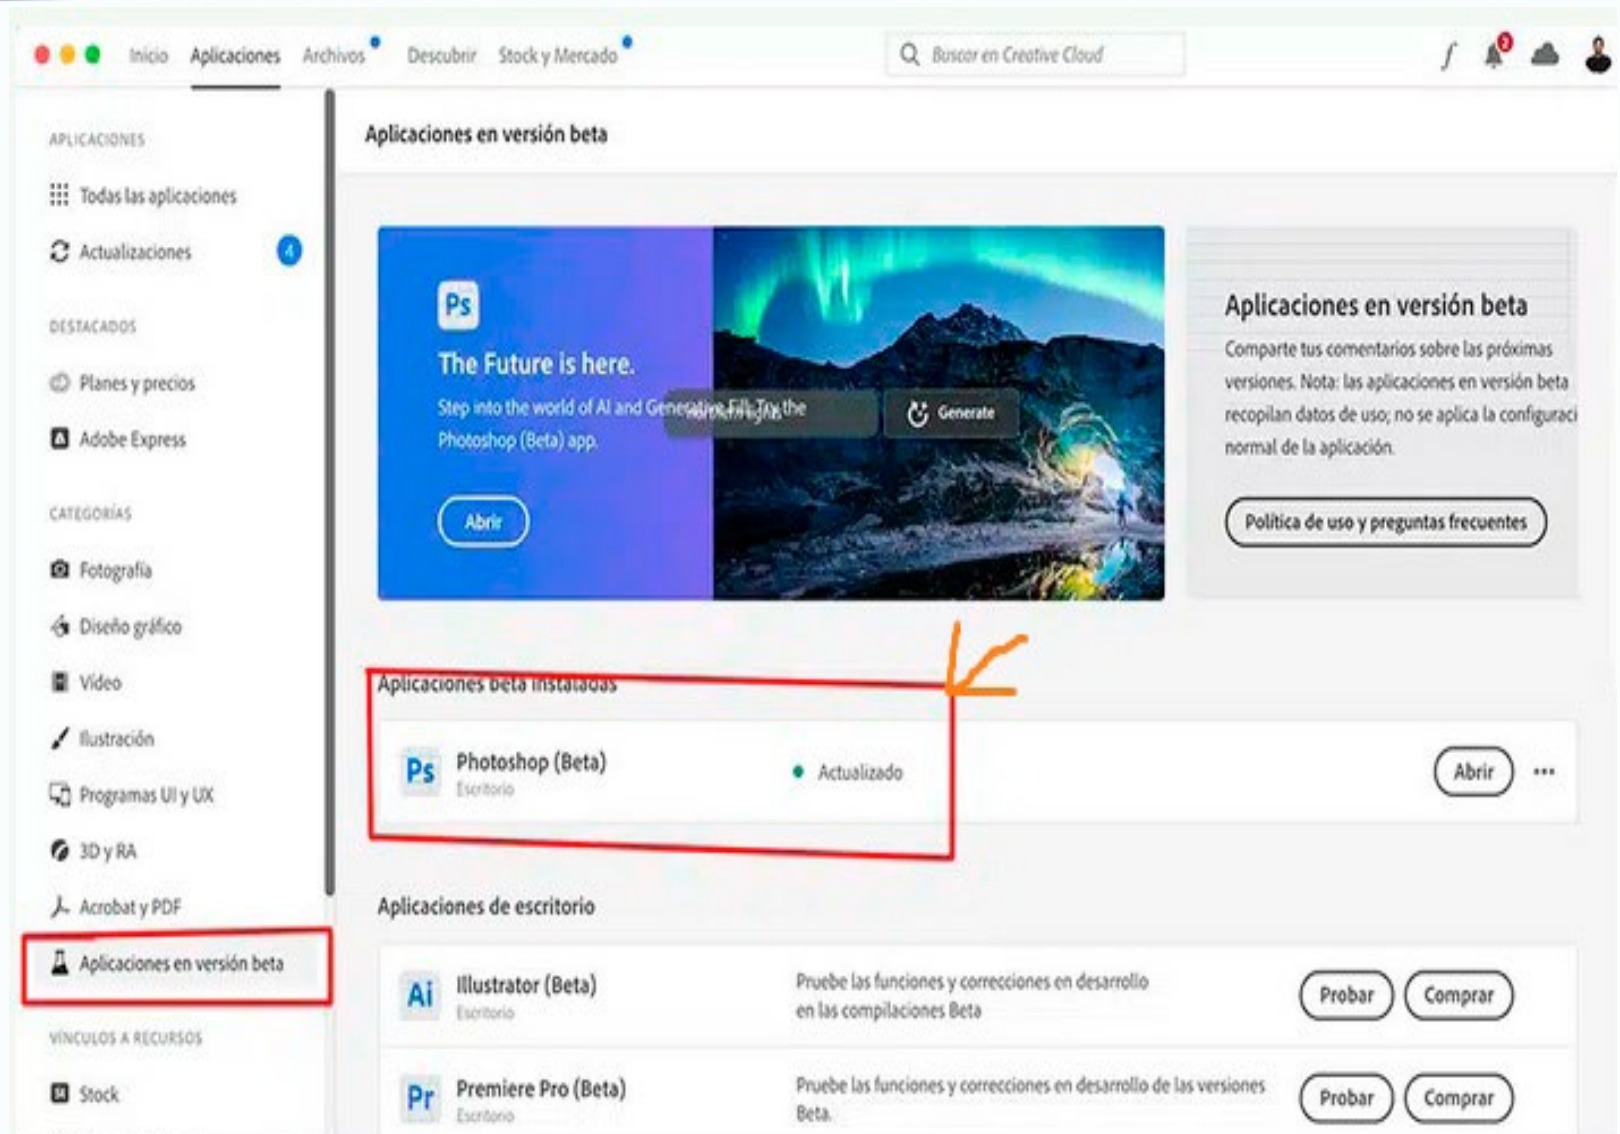 Inicio Aplicaciones Archivos Descubrir Stock y Mercado Buscar en Creative Cloud
APLICACIONES
Todas las aplicaciones
Actualizaciones 4
DESTACADOS
Planes y precios
Adobe Express
CATEGORÍAS
Fotografía
Diseño gráfico
Vídeo
Ilustración
Programas UI y UX
3D y RA
Acrobat y PDF
Aplicaciones en versión beta
VÍNCULOS A RECURSOS
Stock
Aplicaciones en versión beta
Ps
The Future is here.
Step into the world of AI and Generative Fill. Try the
Photoshop (Beta) app.
Abrir
northern lights
Generate
Aplicaciones en versión beta
Comparte tus comentarios sobre las próximas
versiones. Nota: las aplicaciones en versión beta
recopilan datos de uso; no se aplica la configuraci
normal de la aplicación.
Política de uso y preguntas frecuentes
Aplicaciones beta instaladas
Ps Photoshop (Beta) Actualizado Abrir
Escritorio
Aplicaciones de escritorio
Ai Illustrator (Beta) Pruebe las funciones y correcciones en desarrollo Probar Comprar
Escritorio en las compilaciones Beta
Pr Premiere Pro (Beta) Pruebe las funciones y correcciones en desarrollo de las versiones Probar Comprar
Escritorio Beta.